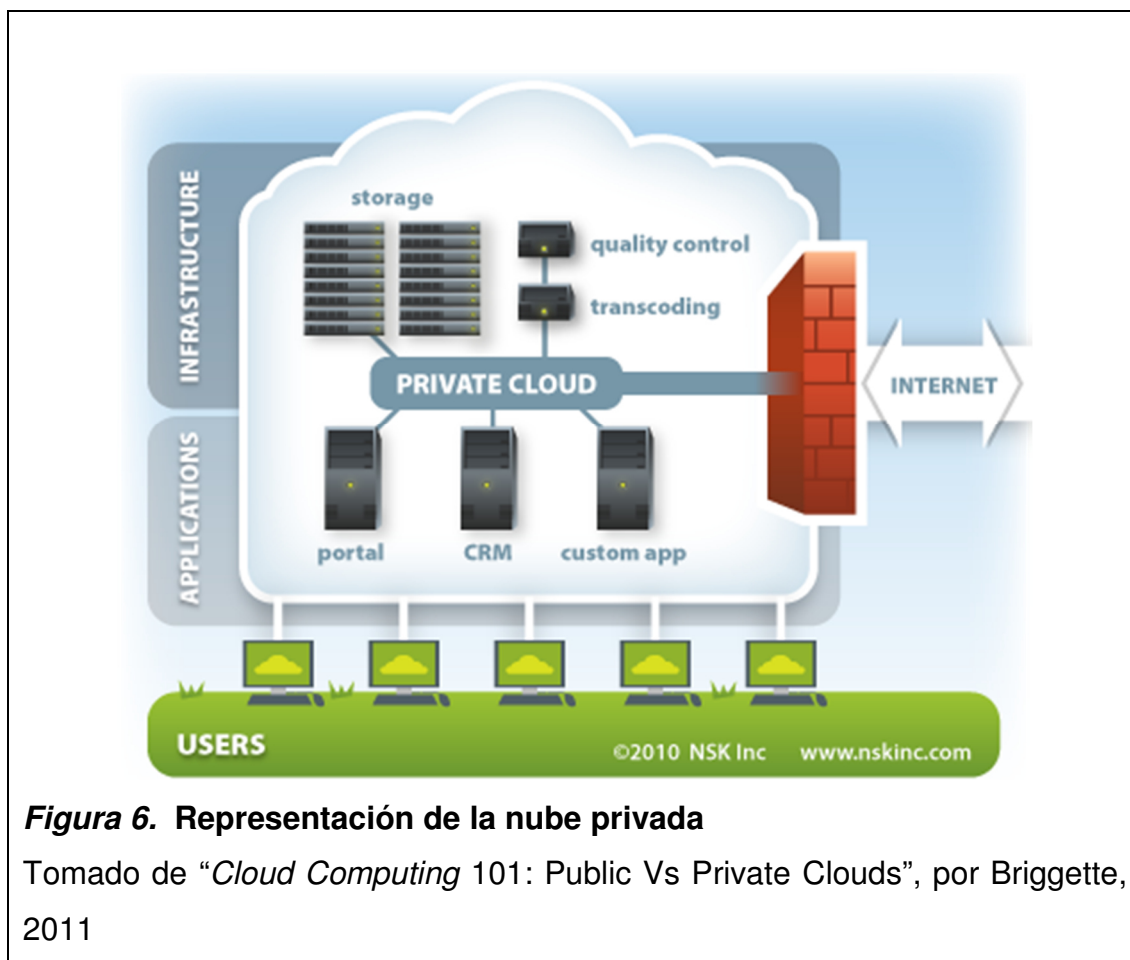 INFRASTRUCTURE
storage
quality control
transcoding
PRIVATE CLOUD
INTERNET
APPLICATIONS
portal
CRM
custom app
USERS
©2010 NSK Inc www.nskinc.com
Figura 6. Representación de la nube privada
Tomado de “Cloud Computing 101: Public Vs Private Clouds”, por Briggette,
2011